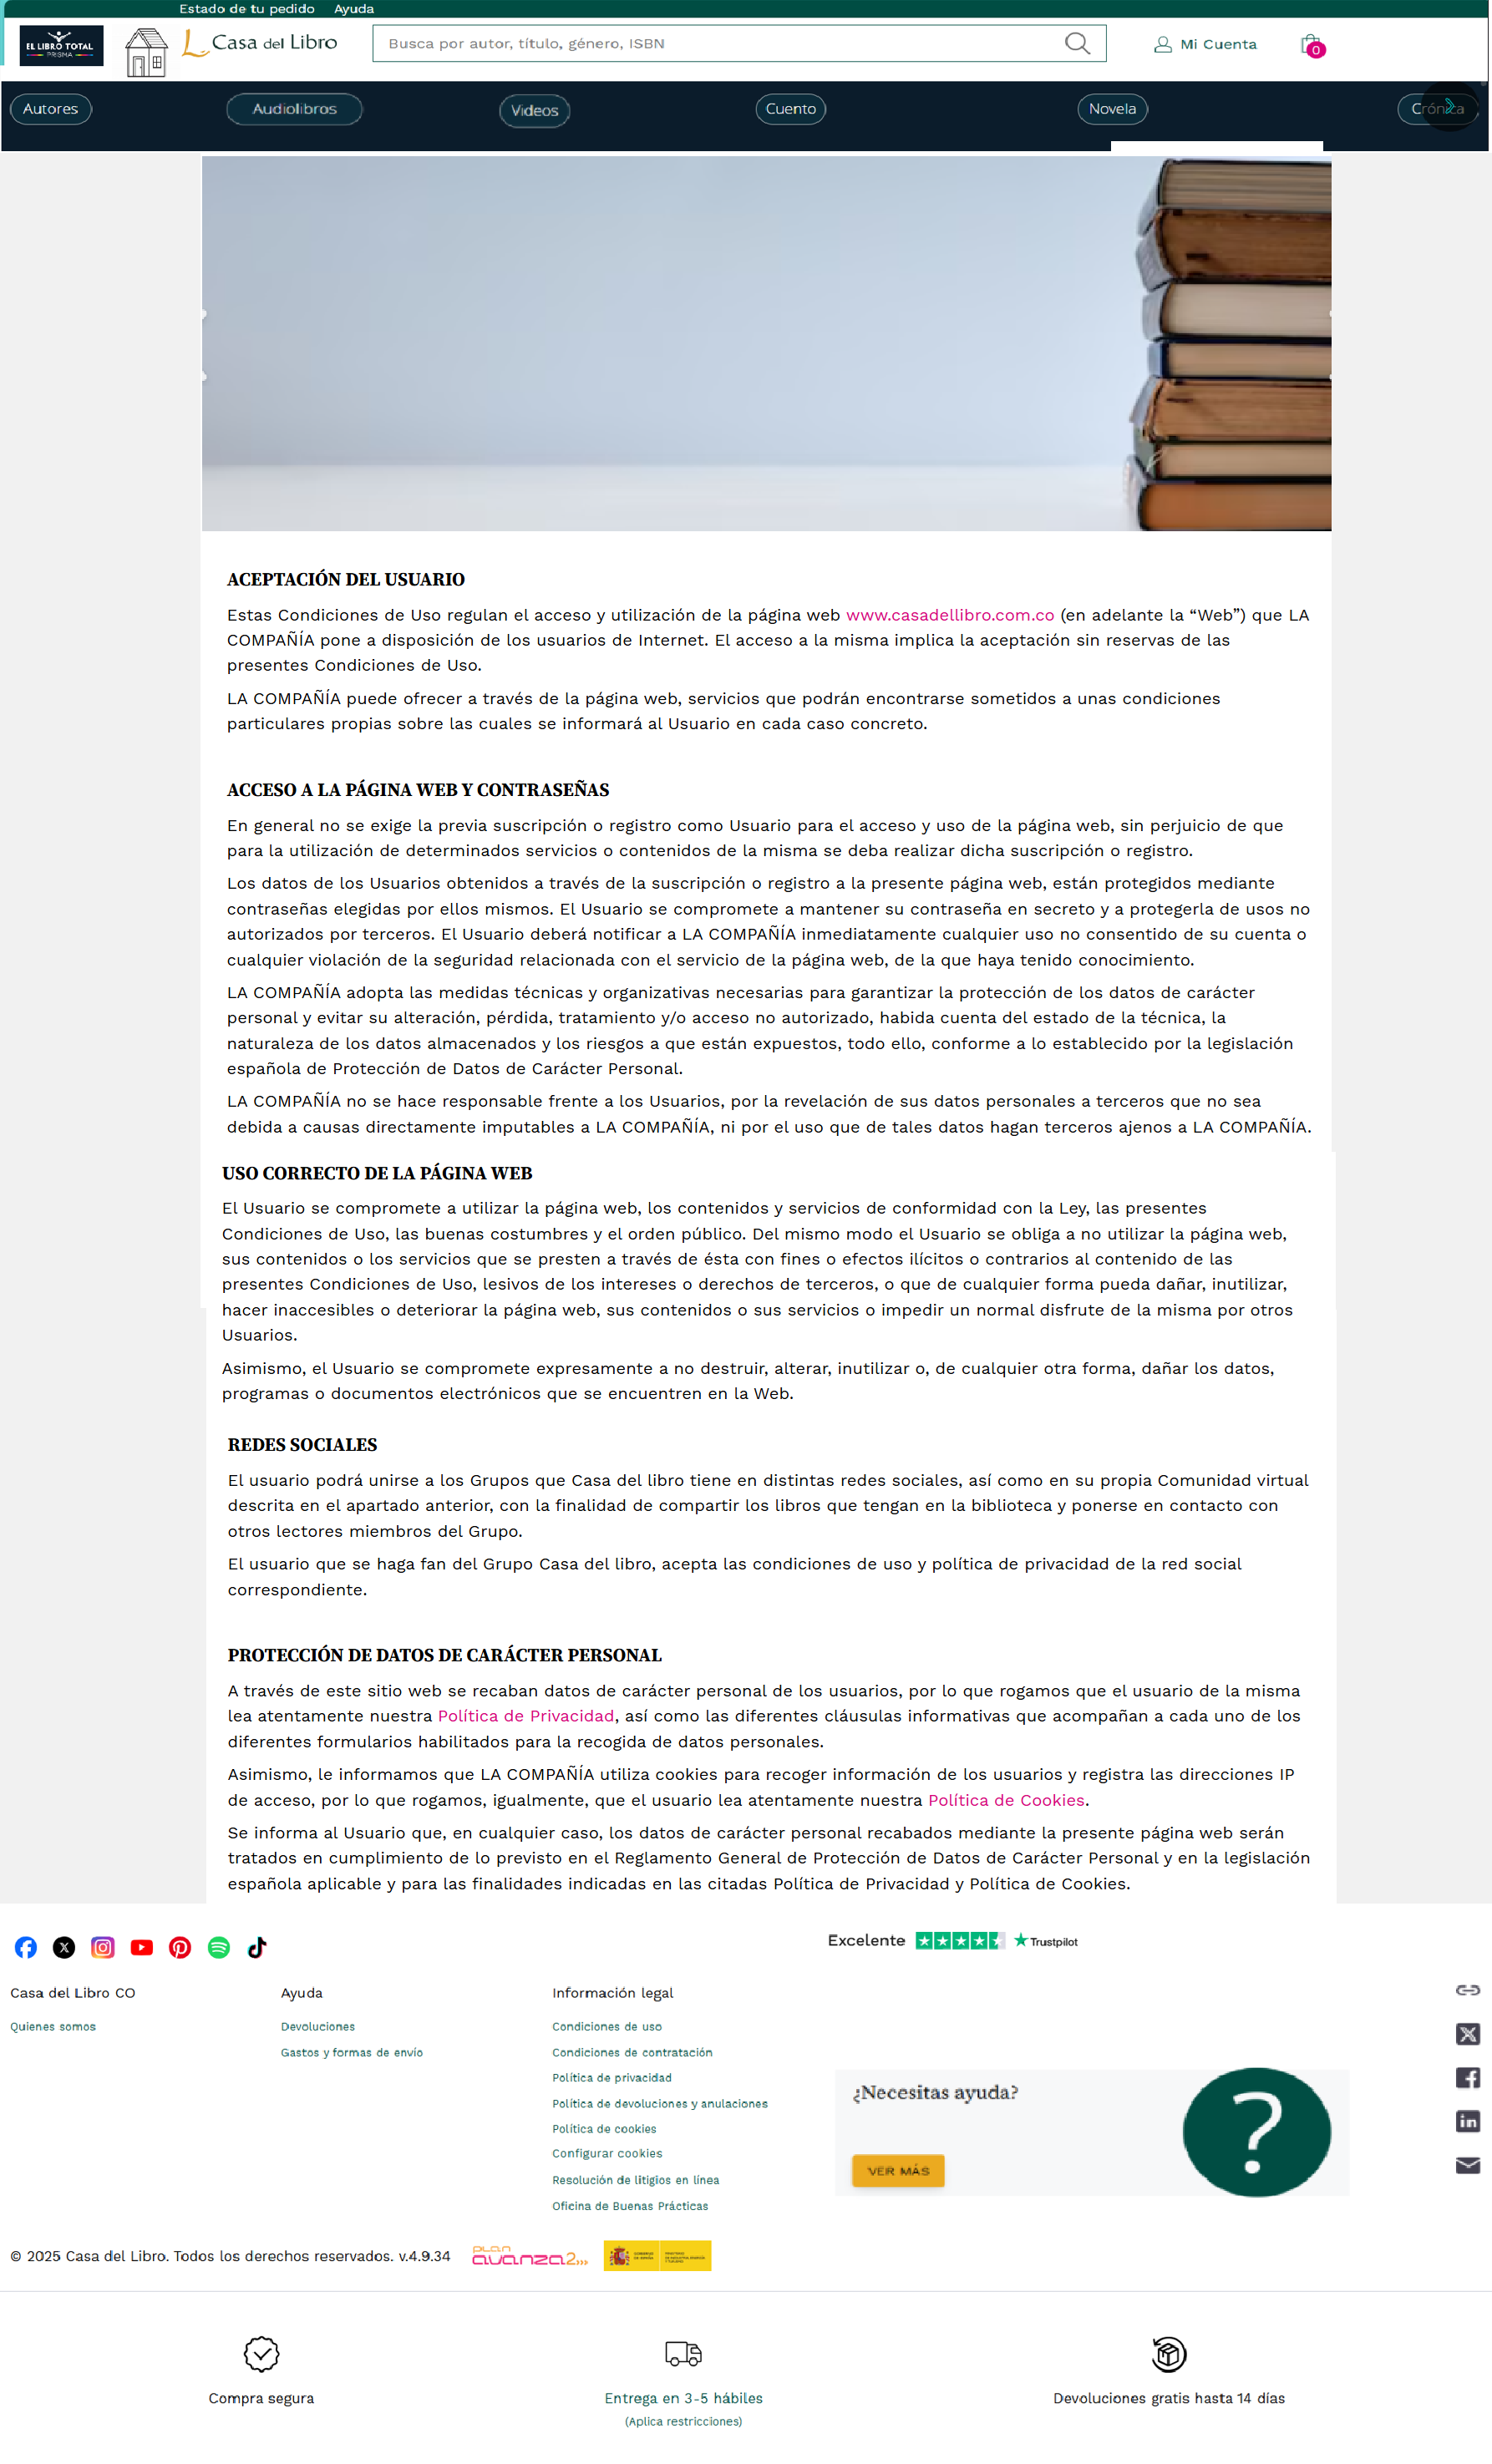 Estado de tu pedido Ayuda
EL LIBRO TOTAL
PRISMA
Casa del Libro
Busca por autor, título, género, ISBN
Mi Cuenta
0
Autores
Audiolibros
Videos
Cuento
Novela
Crónica
ACEPTACIÓN DEL USUARIO
Estas Condiciones de Uso regulan el acceso y utilización de la página web www.casadellibro.com.co (en adelante la “Web”) que LA
COMPAÑÍA pone a disposición de los usuarios de Internet. El acceso a la misma implica la aceptación sin reservas de las
presentes Condiciones de Uso.
LA COMPAÑÍA puede ofrecer a través de la página web, servicios que podrán encontrarse sometidos a unas condiciones
particulares propias sobre las cuales se informará al Usuario en cada caso concreto.
ACCESO A LA PÁGINA WEB Y CONTRASEÑAS
En general no se exige la previa suscripción o registro como Usuario para el acceso y uso de la página web, sin perjuicio de que
para la utilización de determinados servicios o contenidos de la misma se deba realizar dicha suscripción o registro.
Los datos de los Usuarios obtenidos a través de la suscripción o registro a la presente página web, están protegidos mediante
contraseñas elegidas por ellos mismos. El Usuario se compromete a mantener su contraseña en secreto y a protegerla de usos no
autorizados por terceros. El Usuario deberá notificar a LA COMPAÑÍA inmediatamente cualquier uso no consentido de su cuenta o
cualquier violación de la seguridad relacionada con el servicio de la página web, de la que haya tenido conocimiento.
LA COMPAÑÍA adopta las medidas técnicas y organizativas necesarias para garantizar la protección de los datos de carácter
personal y evitar su alteración, pérdida, tratamiento y/o acceso no autorizado, habida cuenta del estado de la técnica, la
naturaleza de los datos almacenados y los riesgos a que están expuestos, todo ello, conforme a lo establecido por la legislación
española de Protección de Datos de Carácter Personal.
LA COMPAÑÍA no se hace responsable frente a los Usuarios, por la revelación de sus datos personales a terceros que no sea
debida a causas directamente imputables a LA COMPAÑÍA, ni por el uso que de tales datos hagan terceros ajenos a LA COMPAÑÍA.
USO CORRECTO DE LA PÁGINA WEB
El Usuario se compromete a utilizar la página web, los contenidos y servicios de conformidad con la Ley, las presentes
Condiciones de Uso, las buenas costumbres y el orden público. Del mismo modo el Usuario se obliga a no utilizar la página web,
sus contenidos o los servicios que se presten a través de ésta con fines o efectos ilícitos o contrarios al contenido de las
presentes Condiciones de Uso, lesivos de los intereses o derechos de terceros, o que de cualquier forma pueda dañar, inutilizar,
hacer inaccesibles o deteriorar la página web, sus contenidos o sus servicios o impedir un normal disfrute de la misma por otros
Usuarios.
Asimismo, el Usuario se compromete expresamente a no destruir, alterar, inutilizar o, de cualquier otra forma, dañar los datos,
programas o documentos electrónicos que se encuentren en la Web.
REDES SOCIALES
El usuario podrá unirse a los Grupos que Casa del libro tiene en distintas redes sociales, así como en su propia Comunidad virtual
descrita en el apartado anterior, con la finalidad de compartir los libros que tengan en la biblioteca y ponerse en contacto con
otros lectores miembros del Grupo.
El usuario que se haga fan del Grupo Casa del libro, acepta las condiciones de uso y política de privacidad de la red social
correspondiente.
PROTECCIÓN DE DATOS DE CARÁCTER PERSONAL
A través de este sitio web se recaban datos de carácter personal de los usuarios, por lo que rogamos que el usuario de la misma
lea atentamente nuestra Política de Privacidad, así como las diferentes cláusulas informativas que acompañan a cada uno de los
diferentes formularios habilitados para la recogida de datos personales.
Asimismo, le informamos que LA COMPAÑÍA utiliza cookies para recoger información de los usuarios y registra las direcciones IP
de acceso, por lo que rogamos, igualmente, que el usuario lea atentamente nuestra Política de Cookies.
Se informa al Usuario que, en cualquier caso, los datos de carácter personal recabados mediante la presente página web serán
tratados en cumplimiento de lo previsto en el Reglamento General de Protección de Datos de Carácter Personal y en la legislación
española aplicable y para las finalidades indicadas en las citadas Política de Privacidad y Política de Cookies.
Excelente Trustpilot
Casa del Libro CO
Quienes somos
Ayuda
Devoluciones
Gastos y formas de envío
Información legal
Condiciones de uso
Condiciones de contratación
Política de privacidad
Política de devoluciones y anulaciones
Política de cookies
Configurar cookies
Resolución de litigios en línea
Oficina de Buenas Prácticas
¿Necesitas ayuda?
VER MÁS
?
© 2025 Casa del Libro. Todos los derechos reservados. v.4.9.34
PLAN
avanza2
Compra segura
Entrega en 3-5 hábiles
(Aplica restricciones)
Devoluciones gratis hasta 14 días